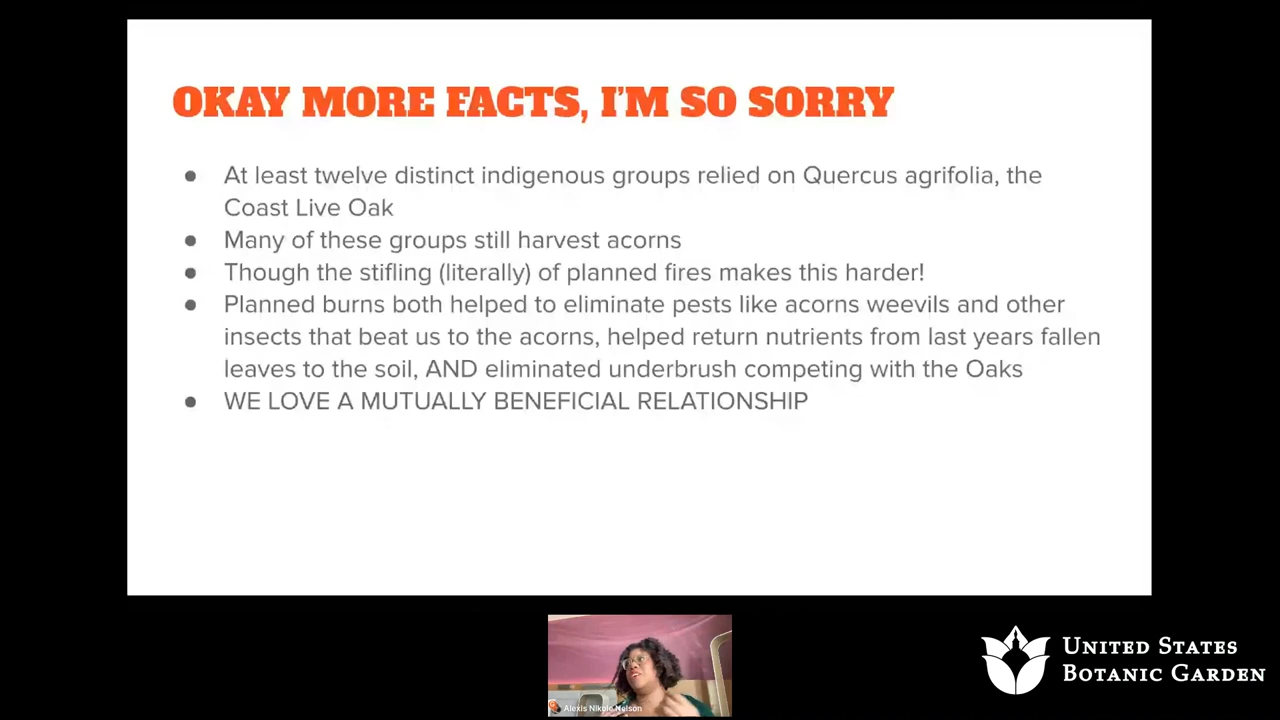 OKAY MORE FACTS, I'M SO SORRY
● At least twelve distinct indigenous groups relied on Quercus agrifolia, the
Coast Live Oak
● Many of these groups still harvest acorns
● Though the stifling (literally) of planned fires makes this harder!
● Planned burns both helped to eliminate pests like acorns weevils and other
insects that beat us to the acorns, helped return nutrients from last years fallen
leaves to the soil, AND eliminated underbrush competing with the Oaks
● WE LOVE A MUTUALLY BENEFICIAL RELATIONSHIP
Alexis Nikole Nelson
UNITED STATES
BOTANIC GARDEN